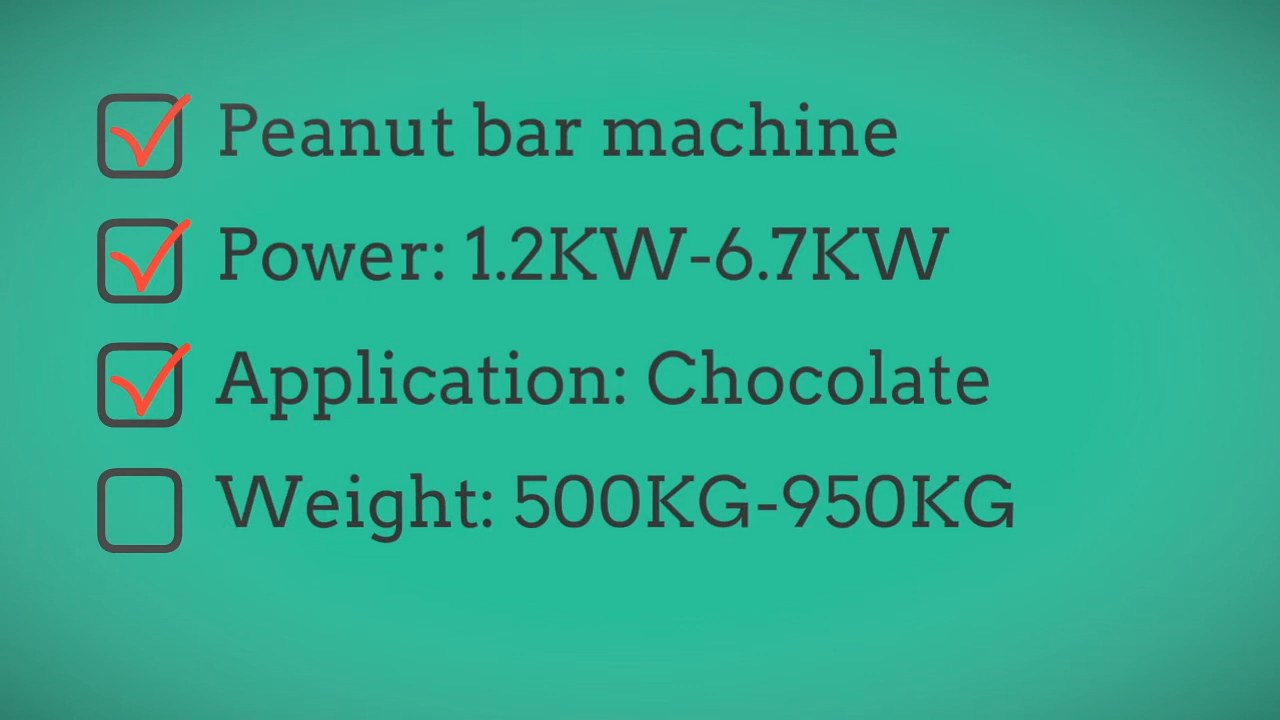 Peanut bar machine
Power: 1.2KW-6.7KW
Application: Chocolate
Weight: 500KG-950KG